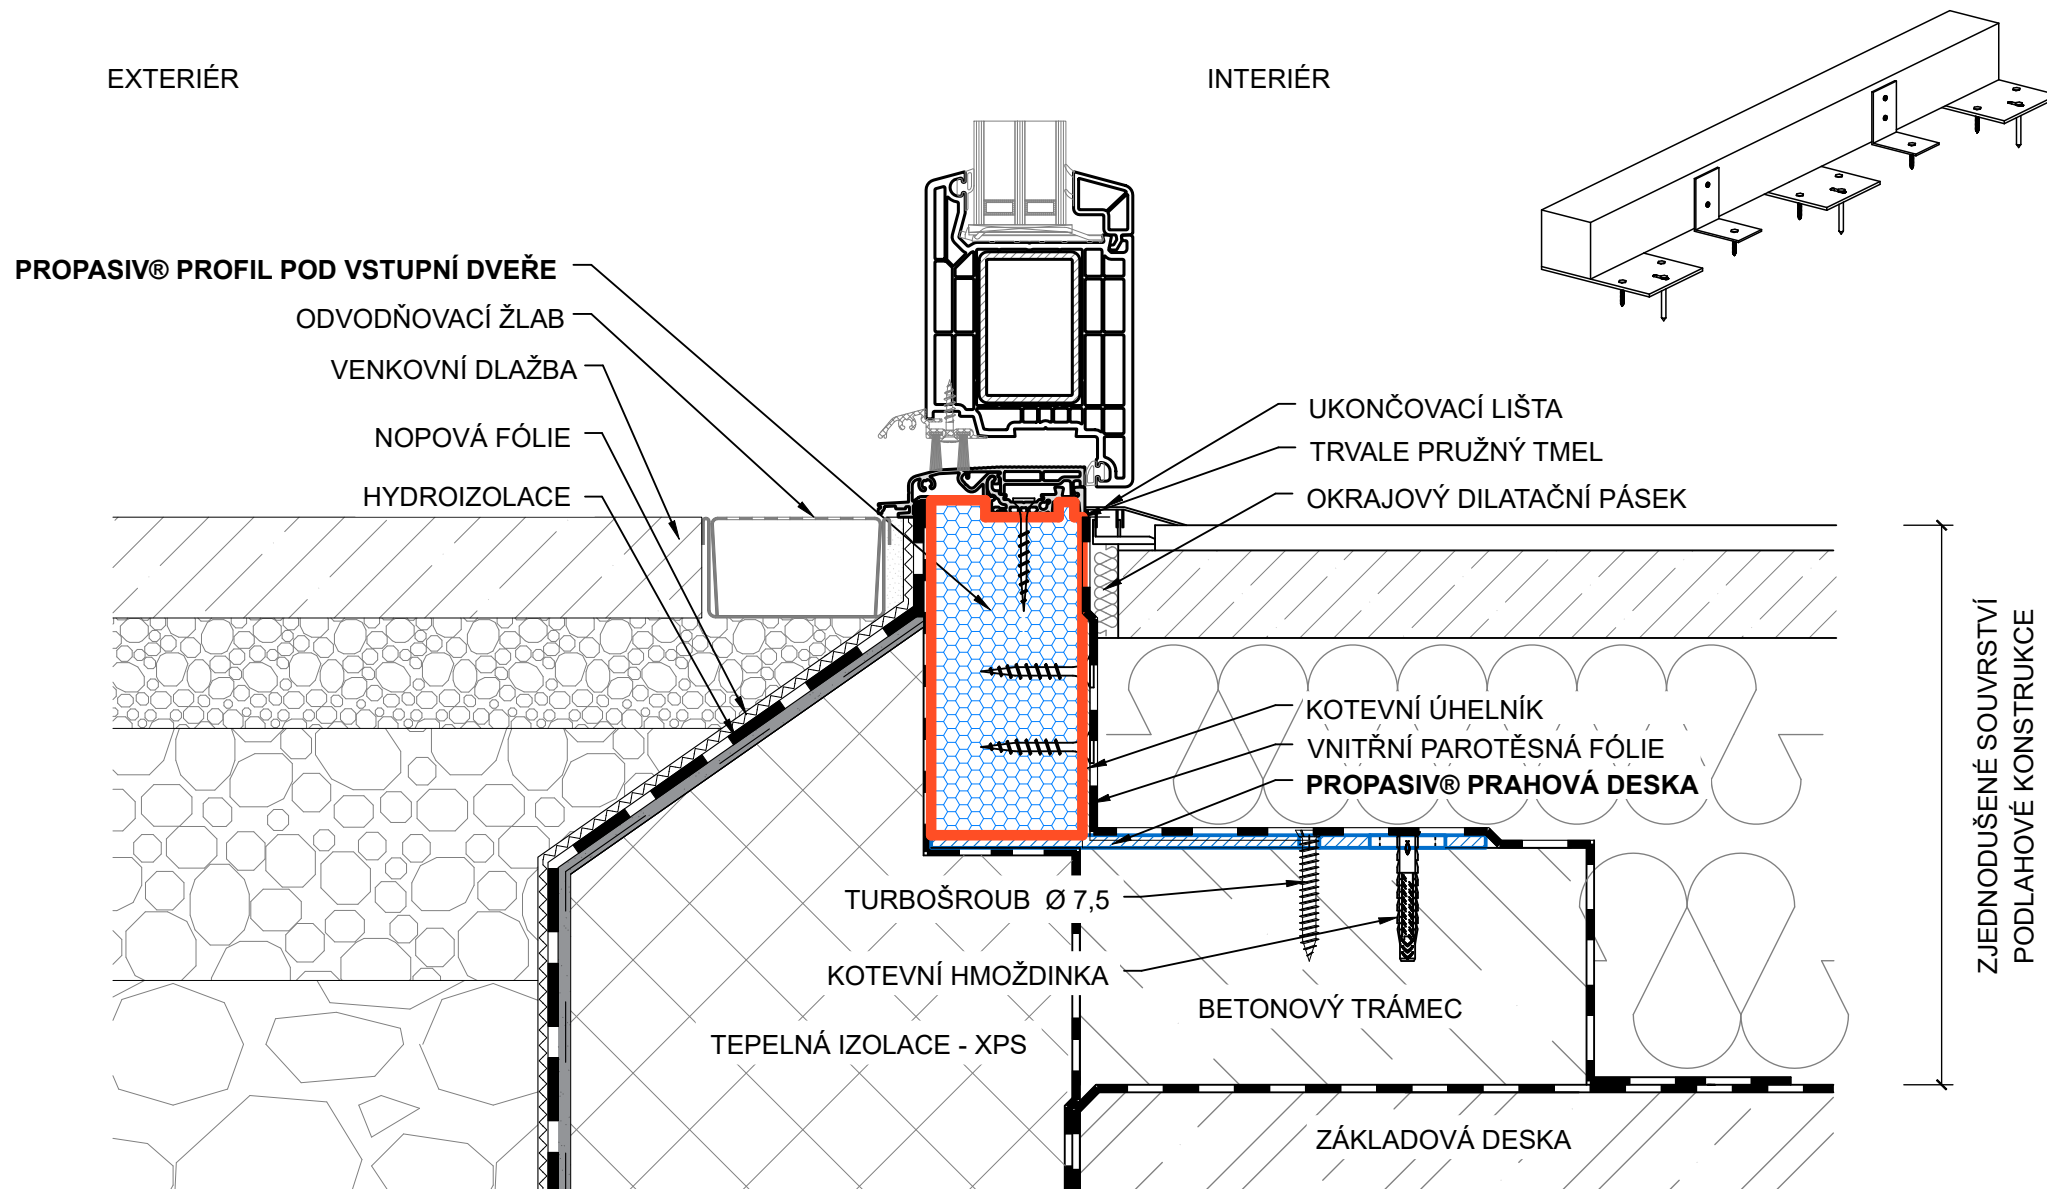 EXTERIÉR
INTERIÉR
PROPASIV® PROFIL POD VSTUPNÍ DVEŘE
ODVODŇOVACÍ ŽLAB
VENKOVNÍ DLAŽBA
NOPOVÁ FÓLIE
HYDROIZOLACE
UKONČOVACÍ LIŠTA
TRVALE PRUŽNÝ TMEL
OKRAJOVÝ DILATAČNÍ PÁSEK
KOTEVNÍ ÚHELNÍK
VNITŘNÍ PAROTĚSNÁ FÓLIE
PROPASIV® PRAHOVÁ DESKA
TURBOŠROUB Ø 7,5
KOTEVNÍ HMOŽDINKA
BETONOVÝ TRÁMEC
TEPELNÁ IZOLACE - XPS
ZÁKLADOVÁ DESKA
ZJEDNODUŠENÉ SOUVRSTVÍ
PODLAHOVÉ KONSTRUKCE